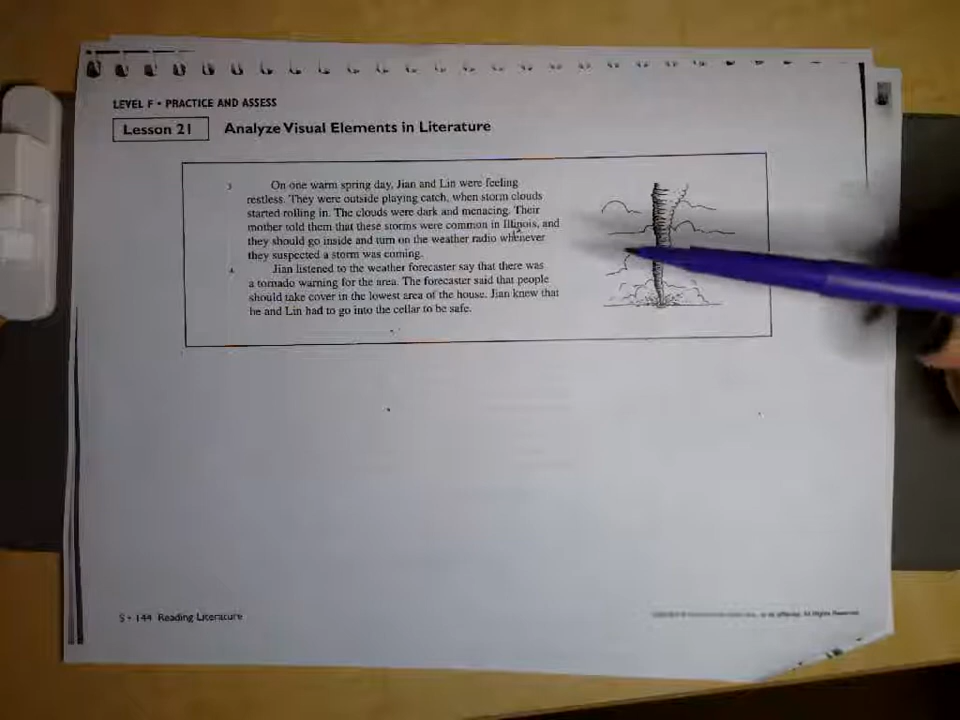 LEVEL F • PRACTICE AND ASSESS
Lesson 21 Analyze Visual Elements in Literature
3 On one warm spring day, Jian and Lin were feeling
restless. They were outside playing catch, when storm clouds
started rolling in. The clouds were dark and menacing. Their
mother told them that these storms were common in Illinois, and
they should go inside and turn on the weather radio whenever
they suspected a storm was coming.
4 Jian listened to the weather forecaster say that there was
a tornado warning for the area. The forecaster said that people
should take cover in the lowest area of the house. Jian knew that
he and Lin had to go into the cellar to be safe.
S • 144 Reading Literature
All Rights Reserved